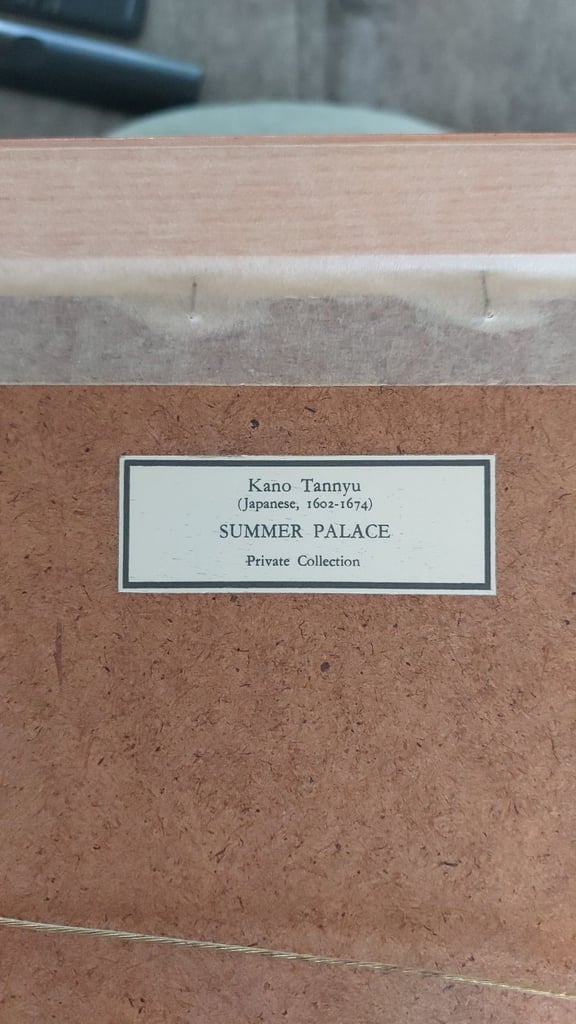 Kano Tannyu
(Japanese, 1602-1674)
SUMMER PALACE
Private Collection